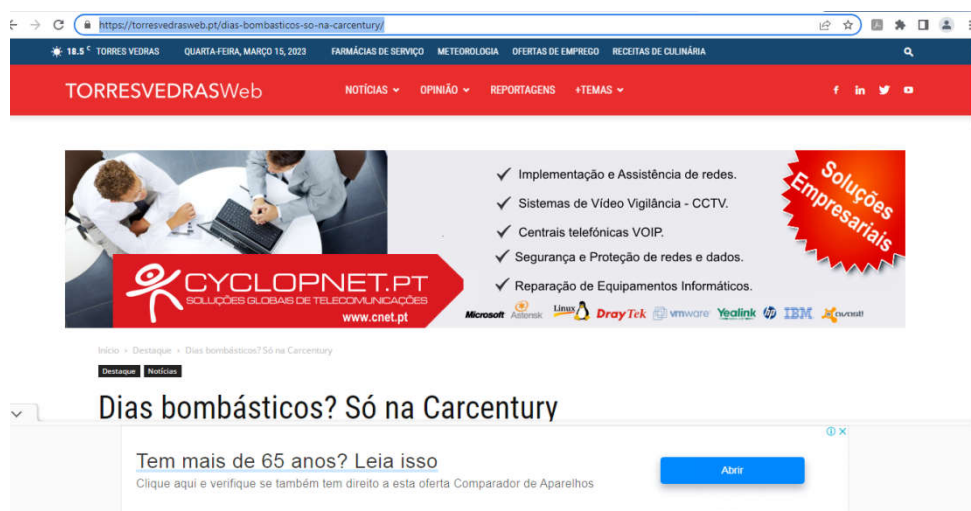 https://torresvedrasweb.pt/dias-bombasticos-so-na-carcentury/
18.5 C TORRES VEDRAS QUARTA-FEIRA, MARÇO 15, 2023 FARMÁCIAS DE SERVIÇO METEOROLOGIA OFERTAS DE EMPREGO RECEITAS DE CULINÁRIA
TORRESVEDRASWeb NOTÍCIAS OPINIÃO REPORTAGENS +TEMAS
Implementação e Assistência de redes.
Sistemas de Vídeo Vigilância - CCTV.
Centrais telefónicas VOIP.
Segurança e Proteção de redes e dados.
Reparação de Equipamentos Informáticos.
Soluções
Empresariais
CYCLOPNET.PT
SOLUÇÕES GLOBAIS DE TELECOMUNICAÇÕES
www.cnet.pt
Microsoft Asterisk Linux DrayTek vmware Yealink hp IBM avast!
Início Destaque Dias bombásticos? Só na Carcentury
Destaque Notícias
Dias bombásticos? Só na Carcentury
Tem mais de 65 anos? Leia isso
Clique aqui e verifique se também tem direito a esta oferta Comparador de Aparelhos
Abrir